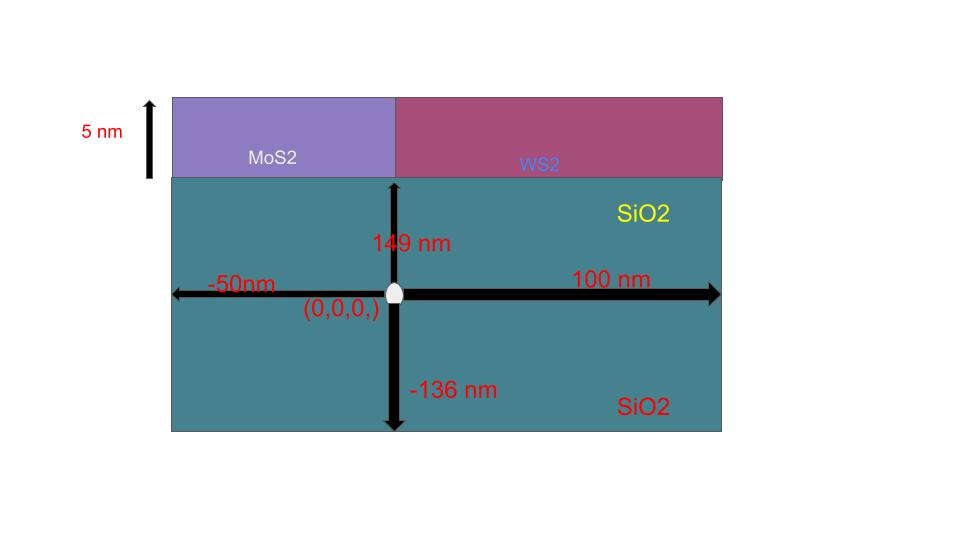 5 nm
MoS2
WS2
SiO2
149 nm
-50nm
100 nm
(0,0,0,)
-136 nm
SiO2